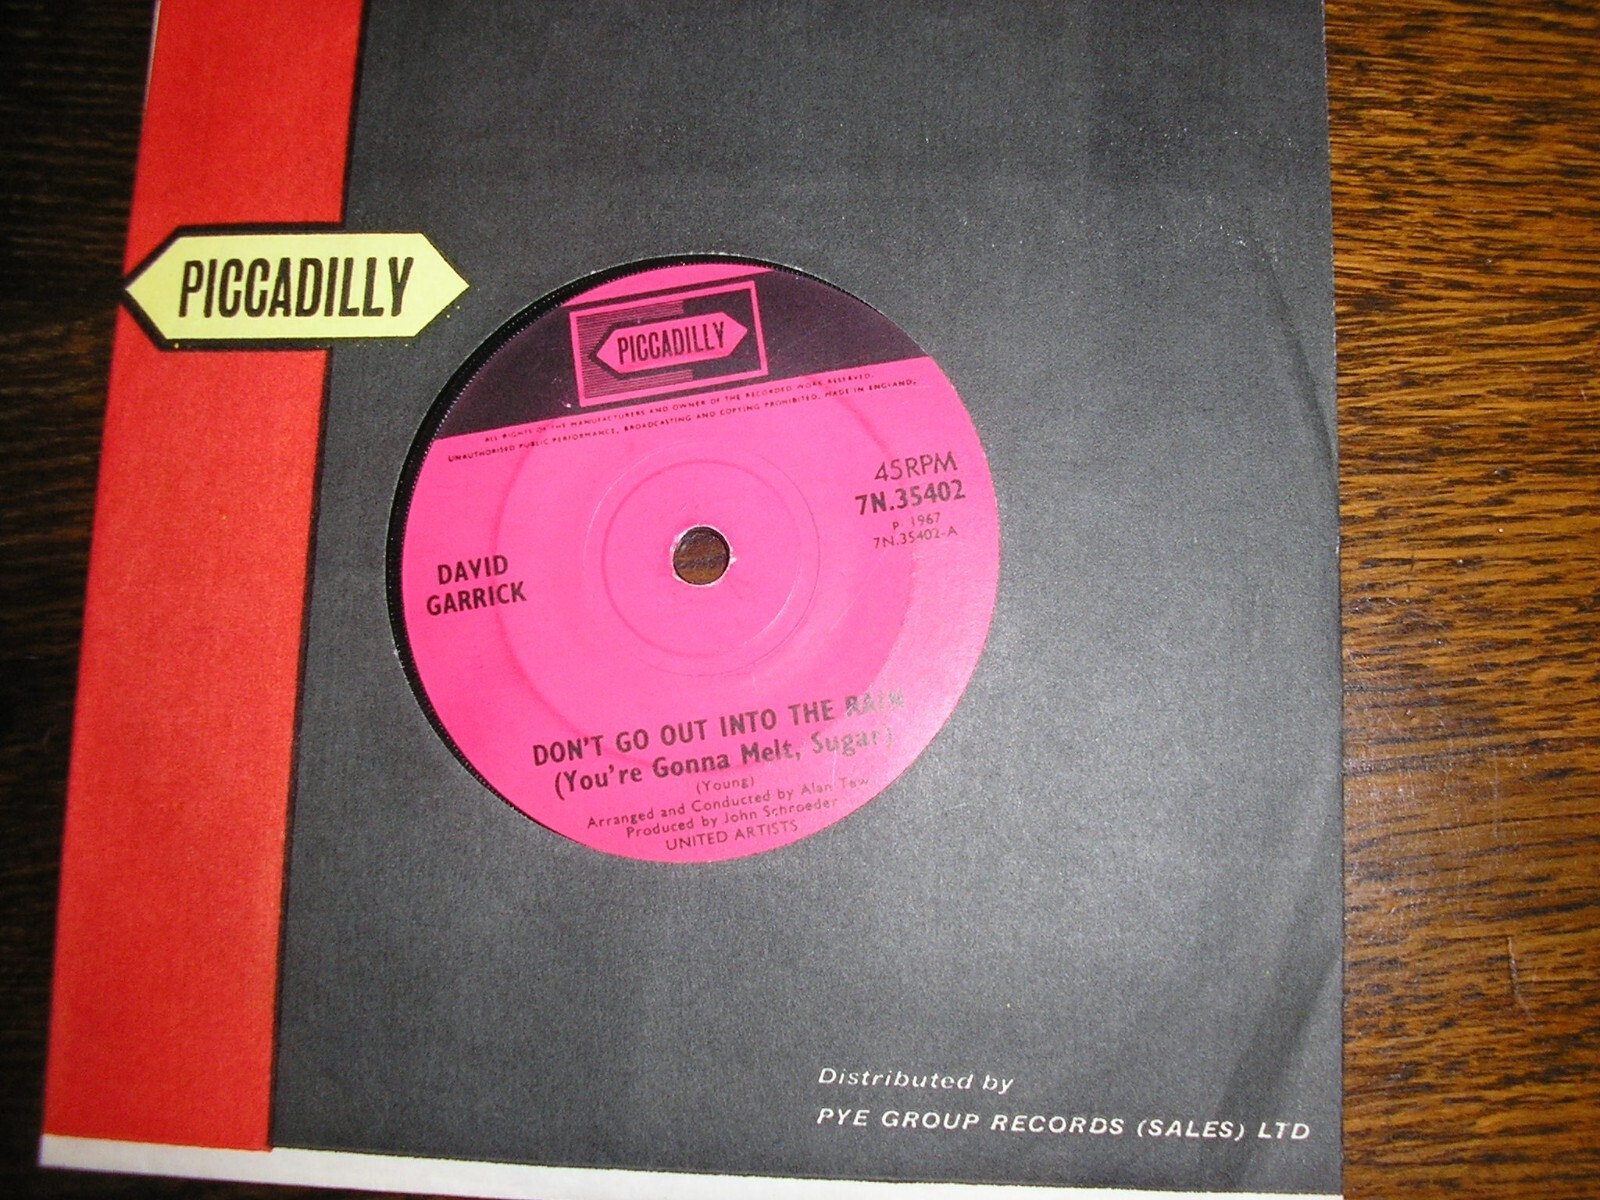 PICCADILLY
PICCADILLY
ALL RIGHTS OF THE MANUFACTURERS AND OWNER OF THE RECORDED WORK RESERVED.
UNAUTHORISED PUBLIC PERFORMANCE, BROADCASTING AND COPYING PROHIBITED. MADE IN ENGLAND.
45RPM
7N.35402
P 1967
7N.35402-A
DAVID
GARRICK
DON'T GO OUT INTO THE RAIN
(You're Gonna Melt, Sugar)
(Young)
Arranged and Conducted by Alan Tew
Produced by John Schroeder
UNITED ARTISTS
Distributed by
PYE GROUP RECORDS (SALES) LTD